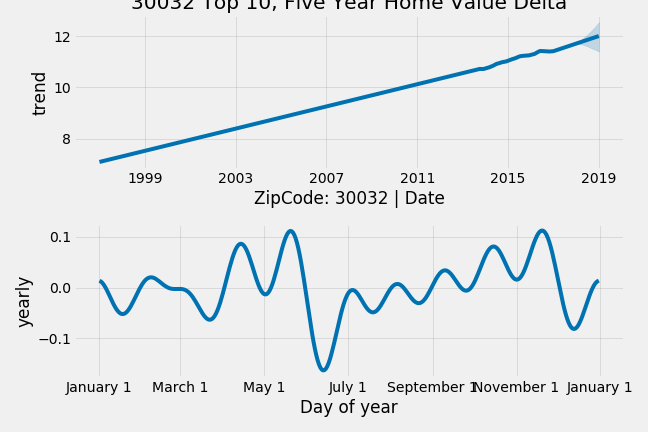 30032 Top 10, Five Year Home Value Delta
12
10
8
trend
1999 2003 2007 2011 2015 2019
ZipCode: 30032 | Date
0.1
0.0
−0.1
yearly
January 1 March 1 May 1 July 1 September 1 November 1 January 1
Day of year